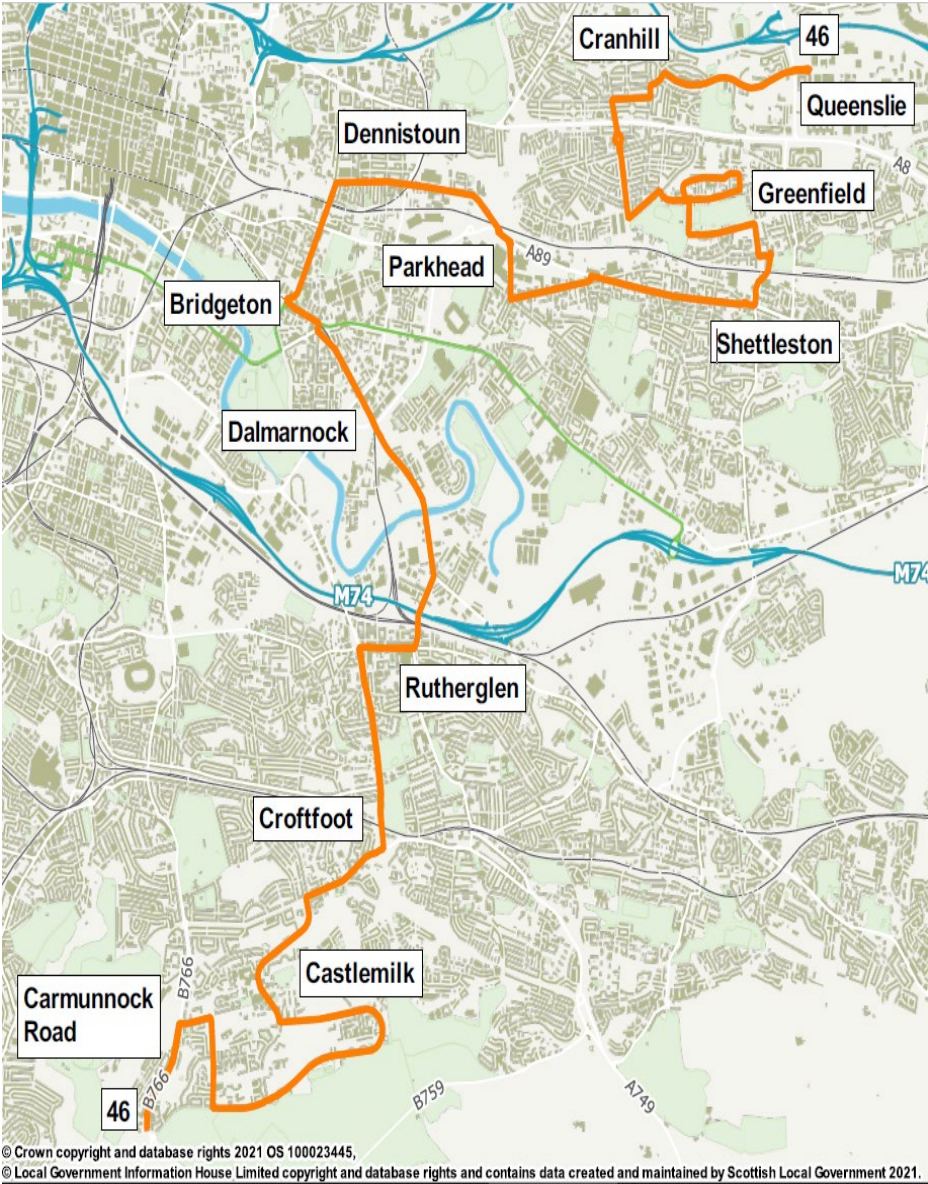 Cranhill
46
Queenslie
Dennistoun
A8
Greenfield
Parkhead
A89
Bridgeton
Shettleston
Dalmarnock
M74
M74
Rutherglen
Croftfoot
Castlemilk
B766
Carmunnock
Road
B766
46
B759
A749
© Crown copyright and database rights 2021 OS 100023445,
© Local Government Information House Limited copyright and database rights and contains data created and maintained by Scottish Local Government 2021.